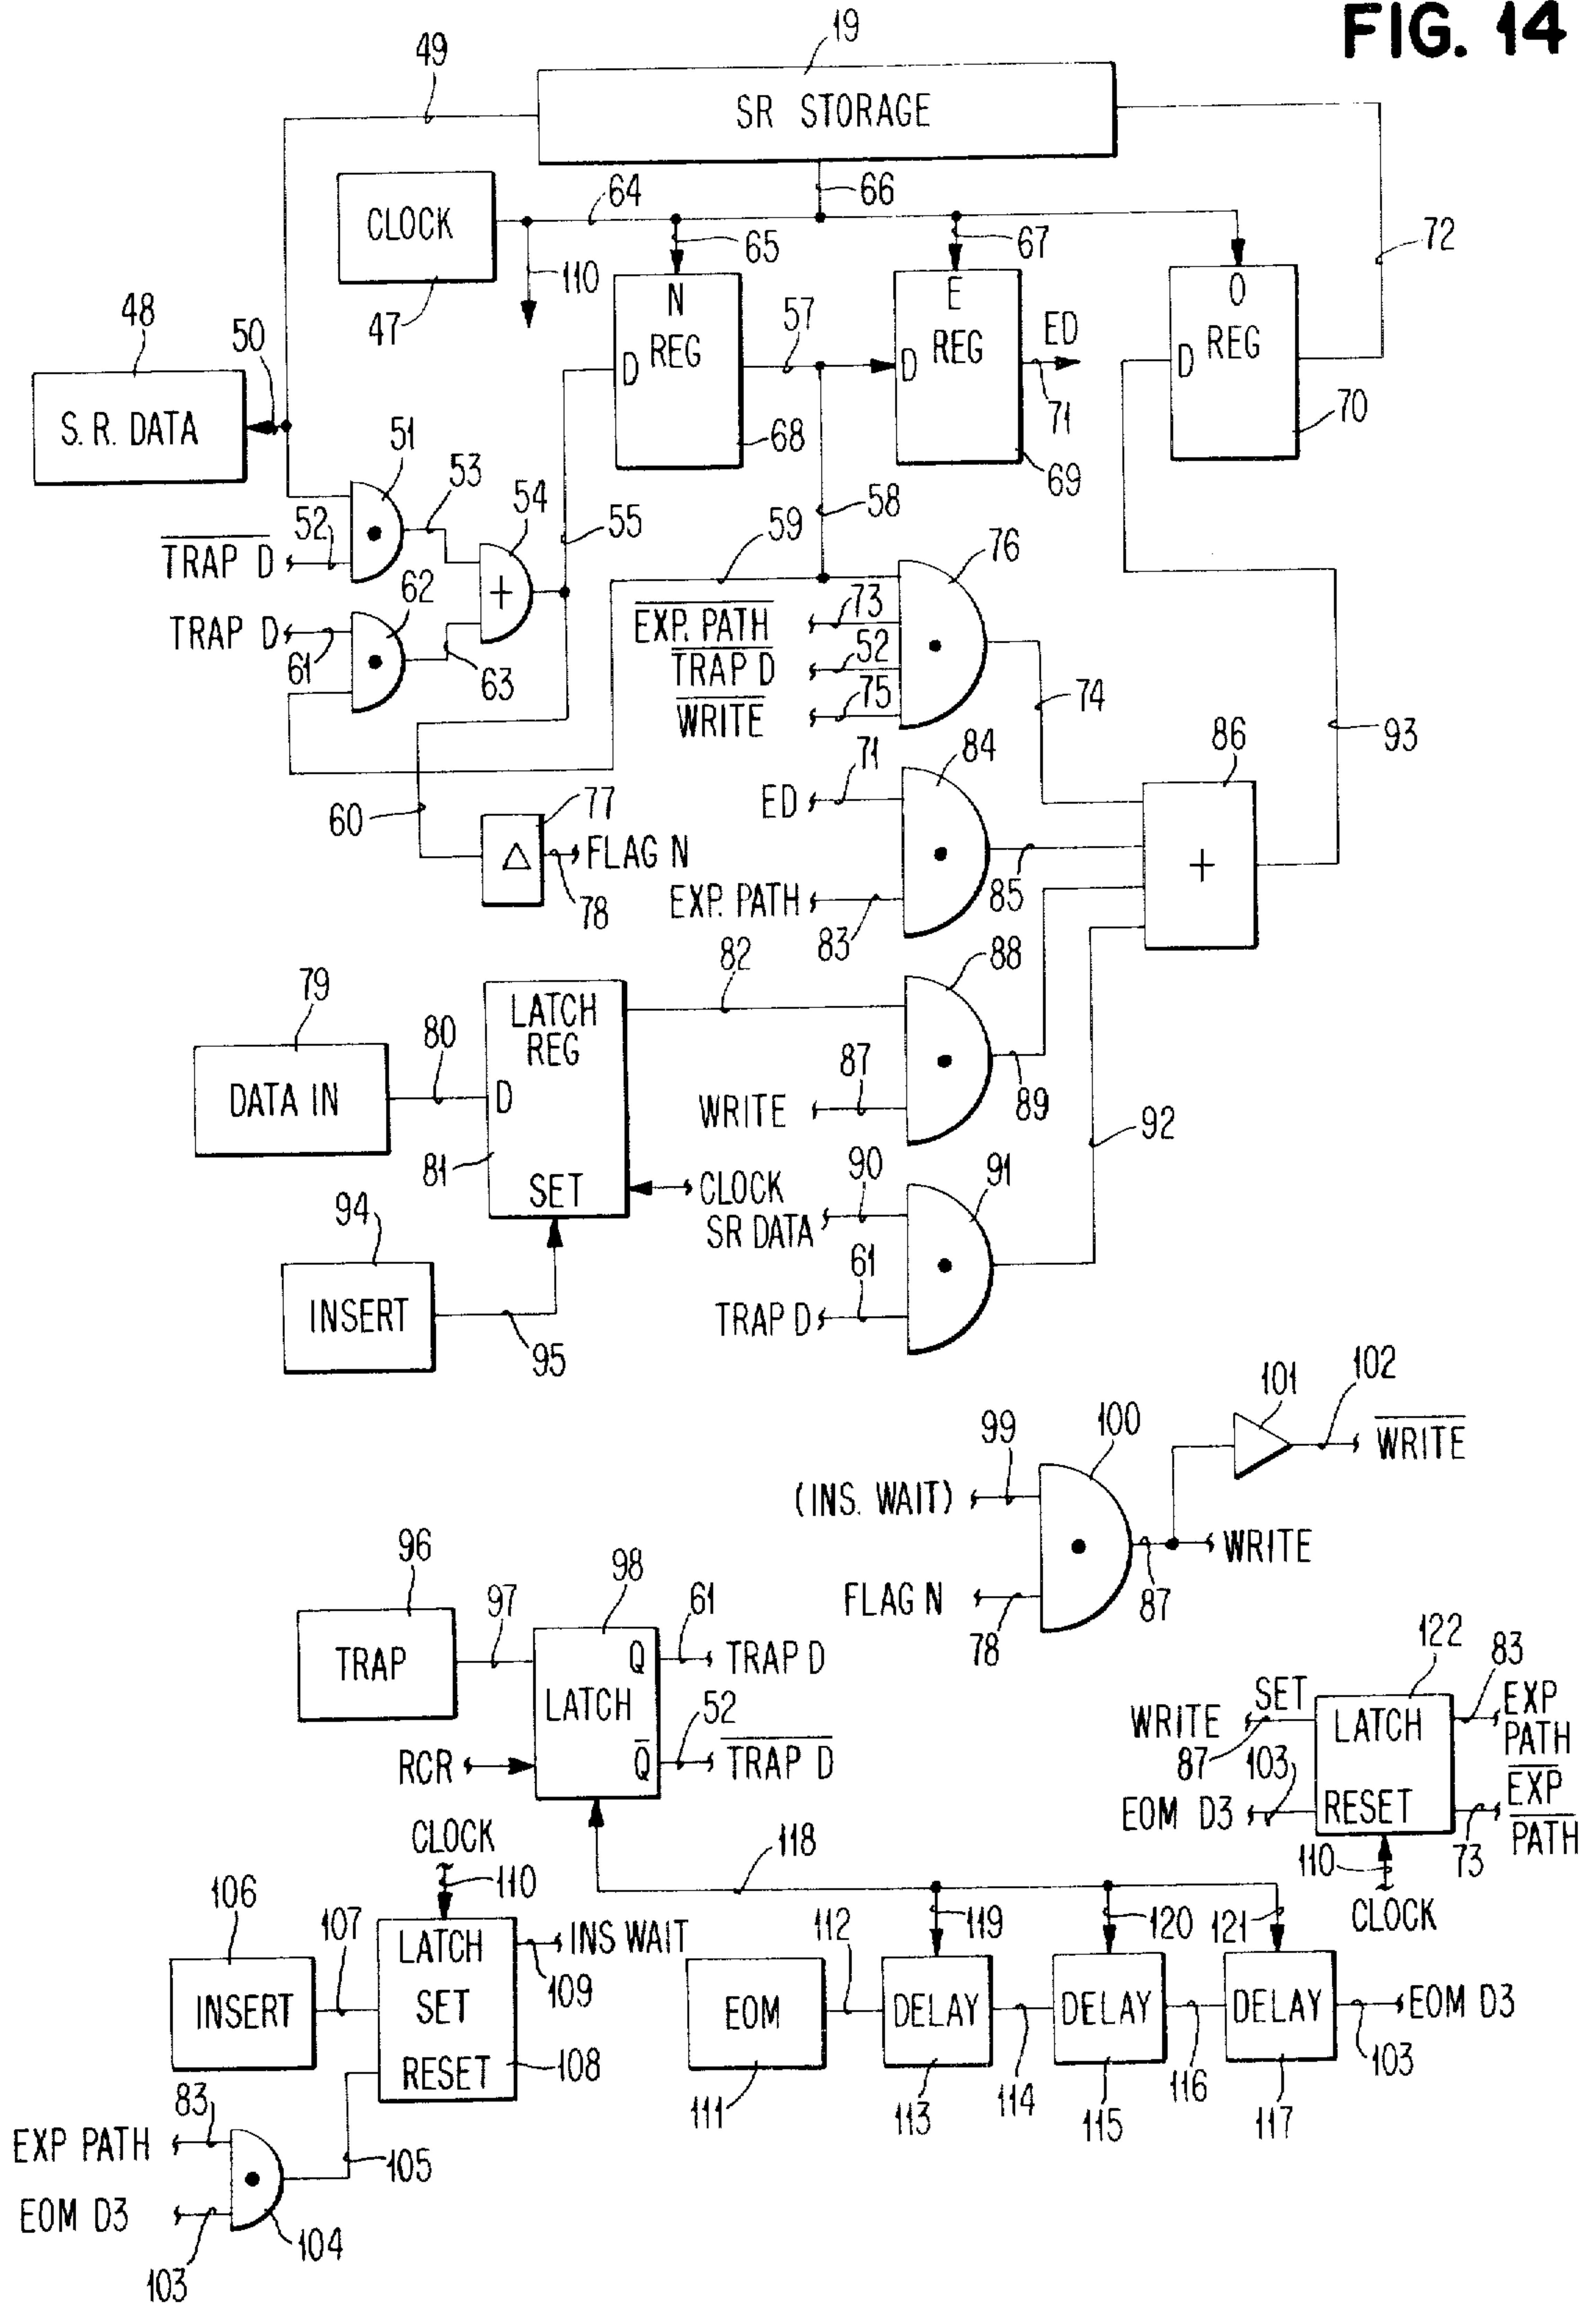 FIG. 14
19
49
SR STORAGE
66
64
CLOCK
65
67
72
110
47
N
REG
D
68
57
E
REG
D
ED
71
69
O
REG
D
70
48
50
S. R. DATA
51
53
54
52
TRAP D
62
TRAP D
61
63
55
59
58
76
EXP. PATH
73
TRAP D
52
WRITE
75
74
93
86
+
+
71
84
ED
60
77
Δ
FLAG N
78
EXP. PATH
83
85
82
88
79
80
LATCH
REG
D
DATA IN
81
SET
87
WRITE
89
92
90
91
CLOCK
SR DATA
61
TRAP D
94
INSERT
95
99
100
101
102
WRITE
(INS. WAIT)
WRITE
FLAG N
78
87
96
97
98
TRAP
Q
61
TRAP D
LATCH
52
Q
TRAP D
RCR
122
83
WRITE
SET
87
LATCH
EXP
PATH
103
EOM D3
RESET
EXP
PATH
73
110
CLOCK
118
CLOCK
110
106
107
LATCH
INS WAIT
109
INSERT
SET
RESET
108
112
119
120
121
EOM
DELAY
DELAY
DELAY
EOM D3
111
113
114
115
116
117
103
83
EXP PATH
105
EOM D3
103
104